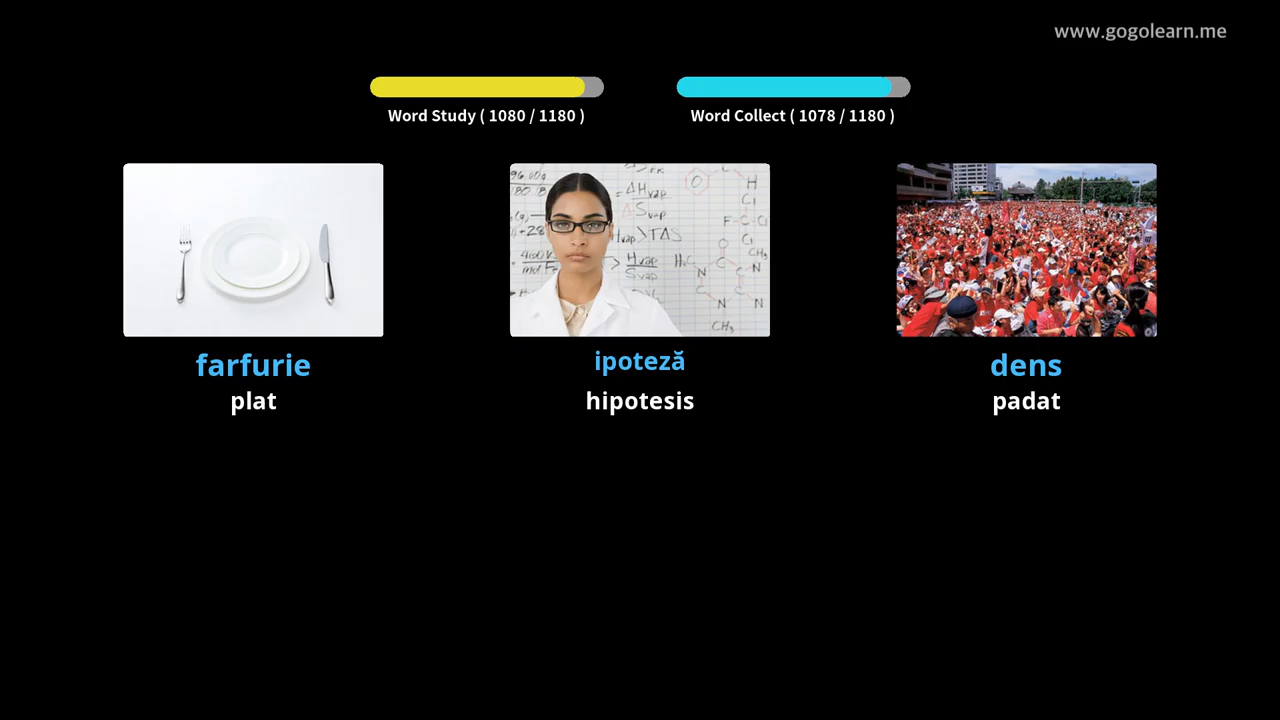 www.gogolearn.me
Word Study ( 1080 / 1180 )
Word Collect ( 1078 / 1180 )
farfurie
plat
ipoteză
hipotesis
dens
padat